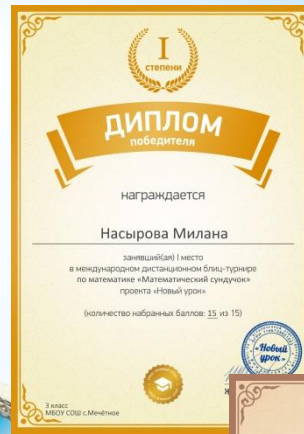 I
степени
ДИПЛОМ
победителя
награждается
Насырова Милана
занявший(ая) I место
в международном дистанционном блиц-турнире
по математике «Математический сундучок»
проекта «Новый урок»
(количество набранных баллов: 15 из 15)
«Новый
урок»
3 класс
МБОУ СОШ с.Мечётное